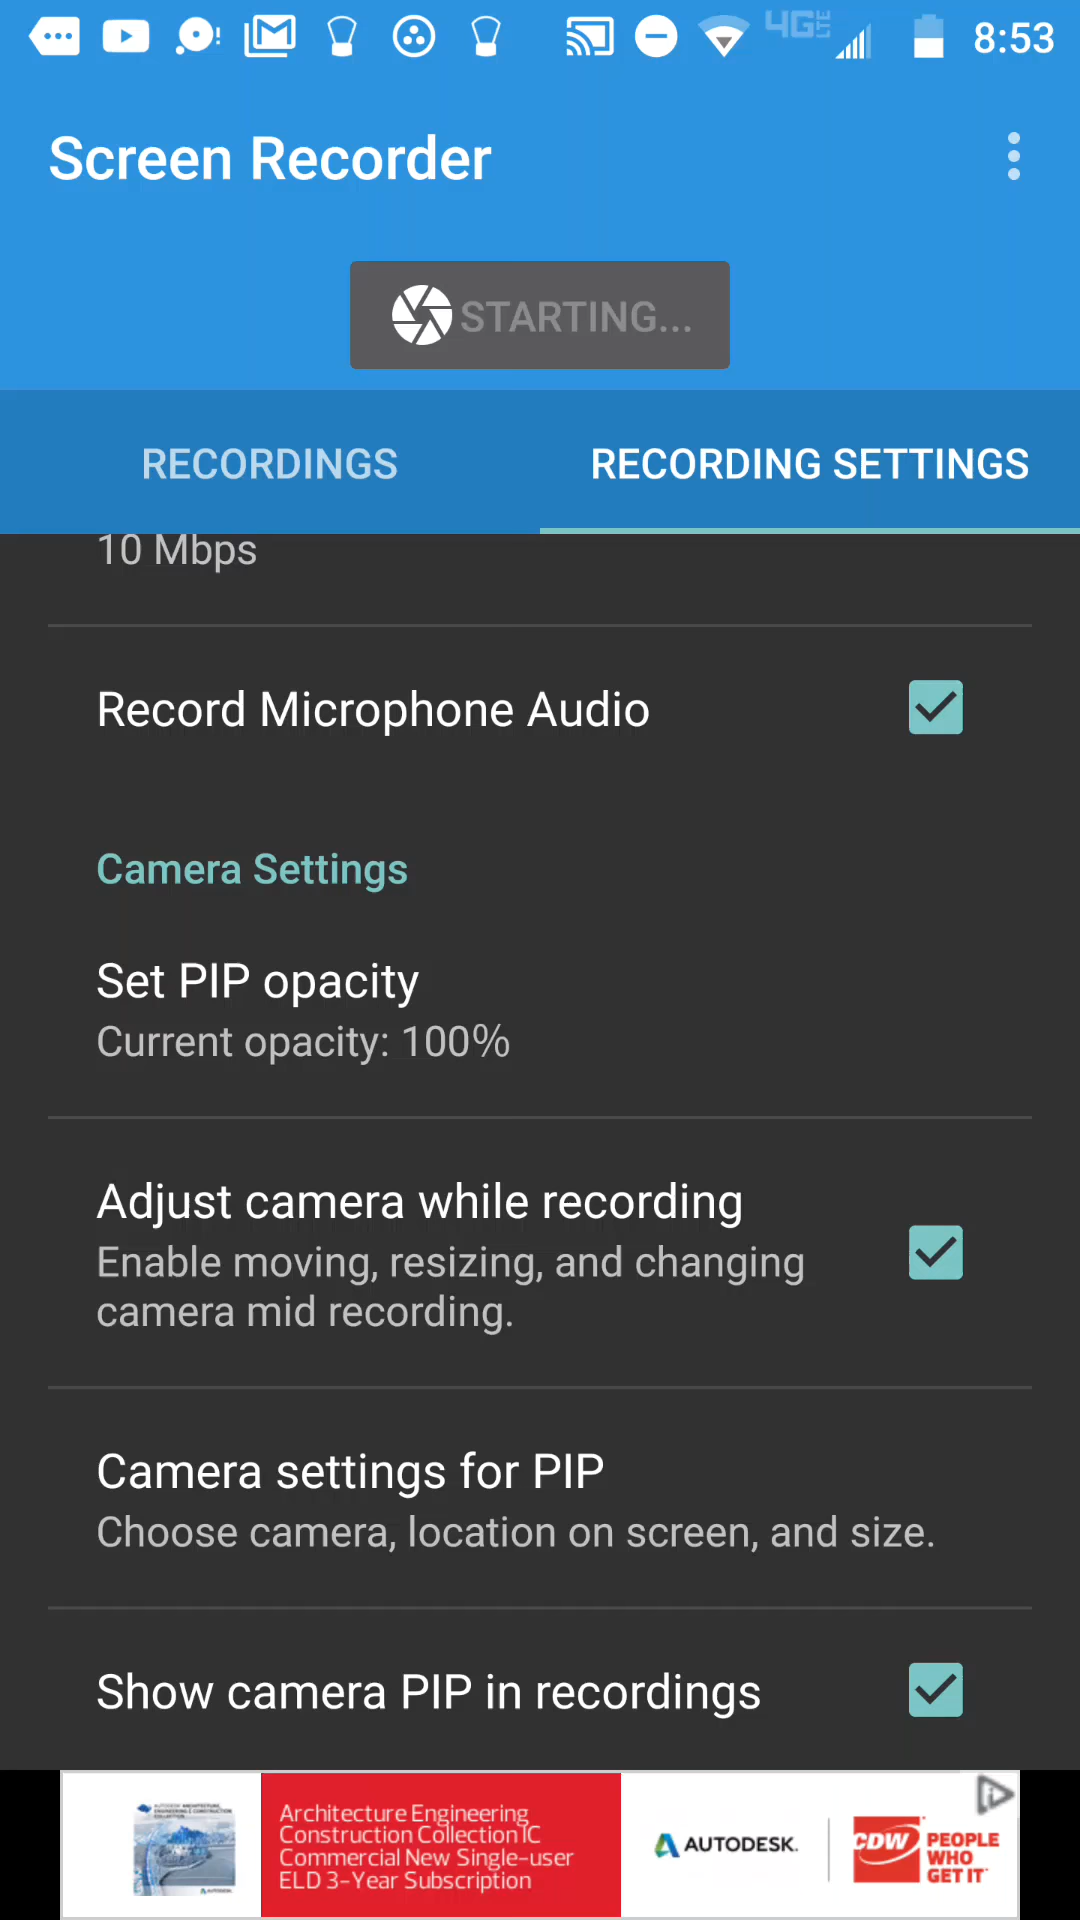 4G LTE 8:53
Screen Recorder
STARTING...
RECORDINGS RECORDING SETTINGS
10 Mbps
Record Microphone Audio
Camera Settings
Set PIP opacity
Current opacity: 100%
Adjust camera while recording
Enable moving, resizing, and changing
camera mid recording.
Camera settings for PIP
Choose camera, location on screen, and size.
Show camera PIP in recordings
Architecture Engineering
Construction Collection IC
Commercial New Single-user
ELD 3-Year Subscription
AUTODESK.
CDW
PEOPLE
WHO
GET IT